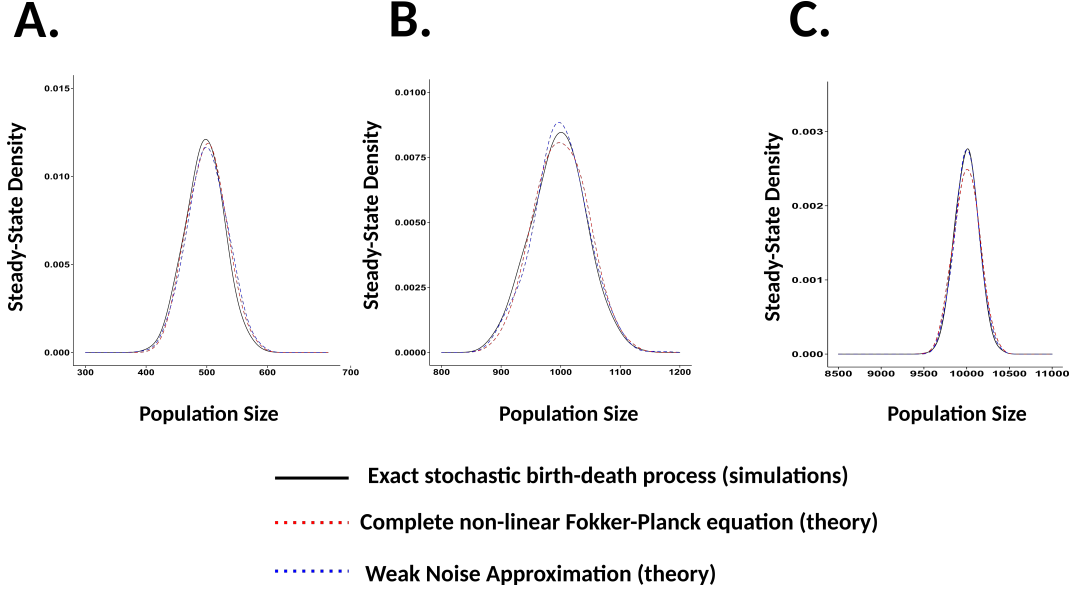 A.
B.
C.
Steady-State Density
0.015
0.010
0.005
0.000
300 400 500 600 700
Population Size
Steady-State Density
0.0100
0.0075
0.0050
0.0025
0.0000
800 900 1000 1100 1200
Population Size
Steady-State Density
0.003
0.002
0.001
0.000
8500 9000 9500 10000 10500 11000
Population Size
Exact stochastic birth-death process (simulations)
Complete non-linear Fokker-Planck equation (theory)
Weak Noise Approximation (theory)